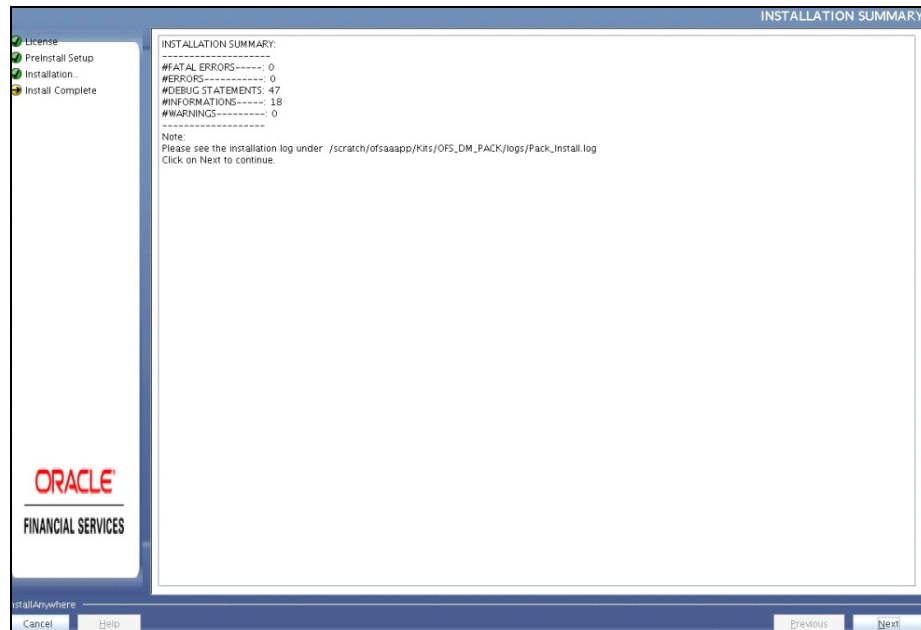 INSTALLATION SUMMARY
License
PreInstall Setup
Installation..
Install Complete
INSTALLATION SUMMARY:
--------------------
#FATAL ERRORS-----: 0
#ERRORS-----------: 0
#DEBUG STATEMENTS: 47
#INFORMATIONS-----: 18
#WARNINGS---------: 0
-------------------
Note:
Please see the installation log under /scratch/ofsaaapp/Kits/OFS_DM_PACK/logs/Pack_Install.log
Click on Next to continue.
ORACLE
FINANCIAL SERVICES
stallAnywhere
Cancel
Help
Previous
Next